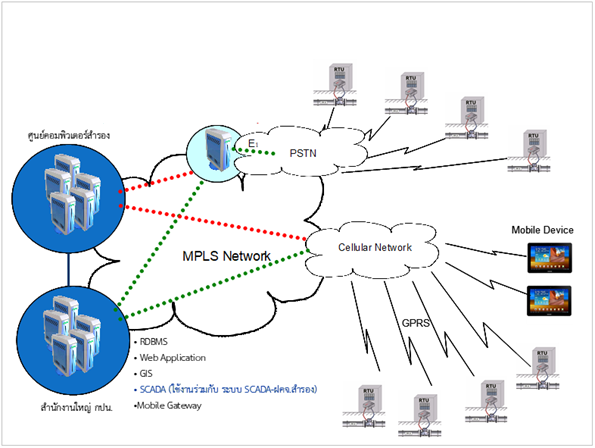 RTU
RTU
RTU
RTU
ศูนย์คอมพิวเตอร์สำรอง
E1
PSTN
Mobile Device
MPLS Network
Cellular Network
GPRS
• RDBMS
• Web Application
• GIS
• SCADA (ใช้งานร่วมกับ ระบบ SCADA-ฝคจ.สำรอง)
•Mobile Gateway
สำนักงานใหญ่ กปน.
RTU
RTU
RTU
RTU